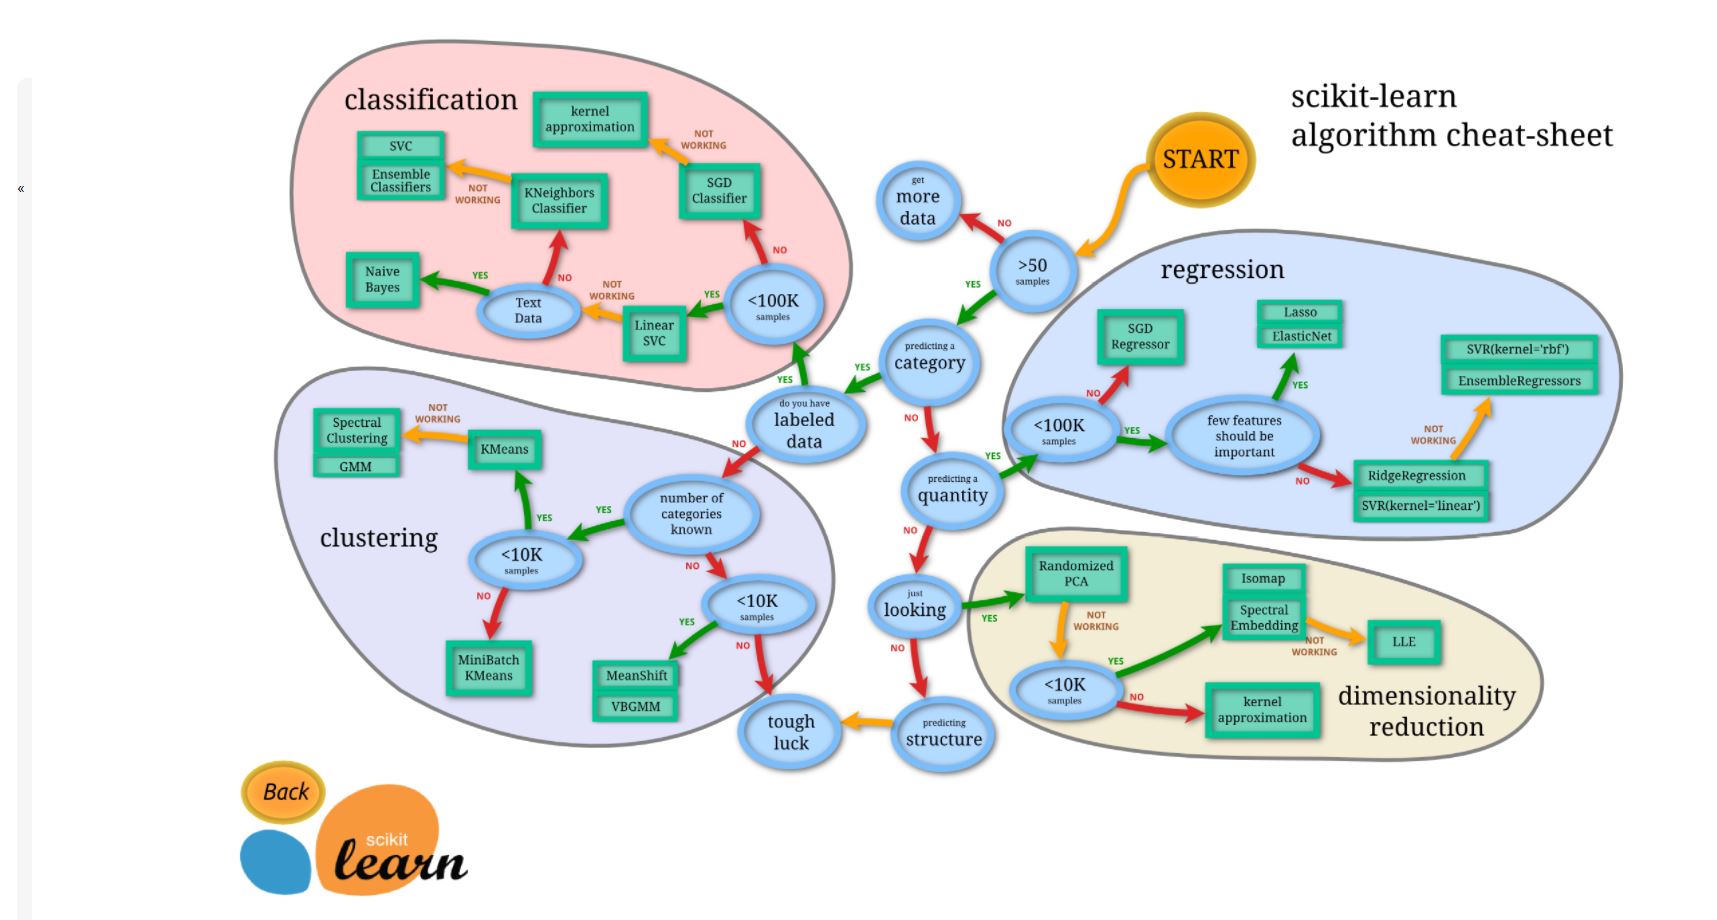 «
scikit-learn
algorithm cheat-sheet
START
get
more
data
NO
>50
samples
YES
predicting a
category
YES
NO
do you have
labeled
data
YES
NO
predicting a
quantity
YES
NO
just
looking
YES
NO
predicting
structure
tough
luck
classification
kernel
approximation
NOT
WORKING
SGD
Classifier
NO
<100K
samples
YES
Linear
SVC
NOT
WORKING
Text
Data
YES
NO
Naive
Bayes
KNeighbors
Classifier
NOT
WORKING
SVC
Ensemble
Classifiers
regression
<100K
samples
NO
YES
SGD
Regressor
few features
should be
important
YES
NO
Lasso
ElasticNet
RidgeRegression
SVR(kernel='linear')
NOT
WORKING
SVR(kernel='rbf')
EnsembleRegressors
clustering
number of
categories
known
YES
NO
<10K
samples
YES
NO
KMeans
NOT
WORKING
Spectral
Clustering
GMM
MiniBatch
KMeans
<10K
samples
YES
NO
MeanShift
VBGMM
dimensionality
reduction
Randomized
PCA
NOT
WORKING
<10K
samples
YES
NO
Isomap
Spectral
Embedding
NOT
WORKING
LLE
kernel
approximation
Back
scikit
learn